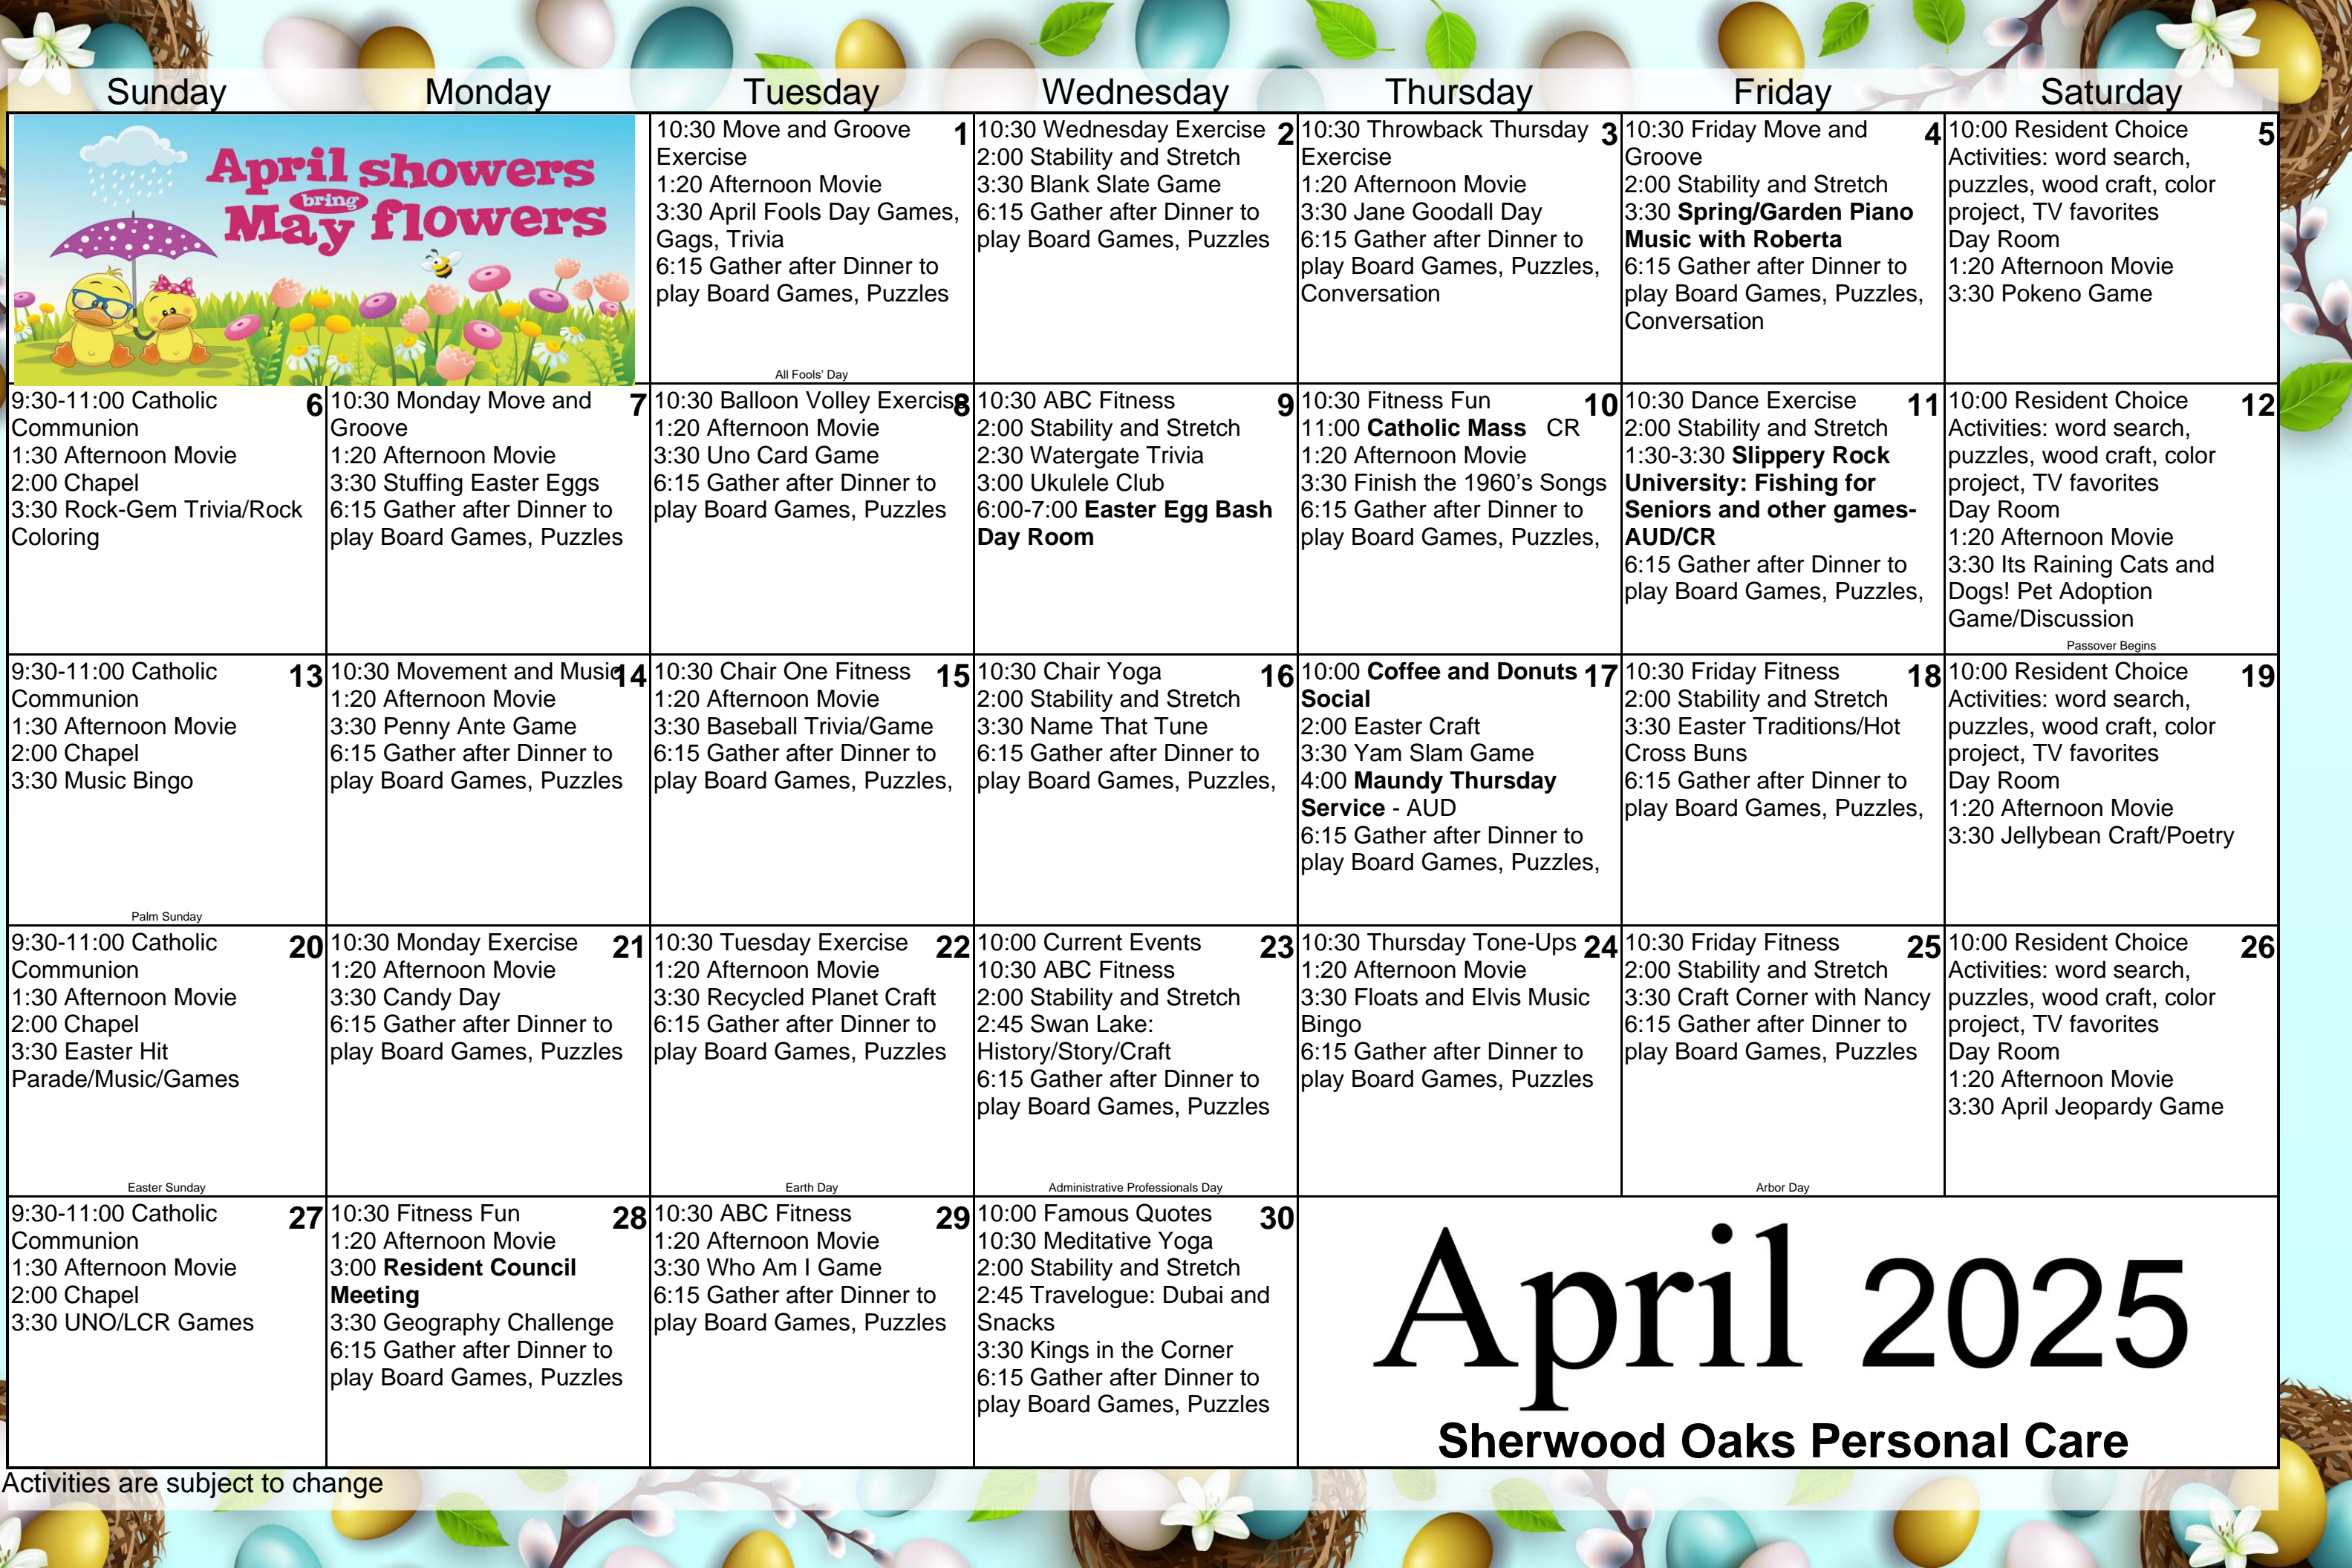 Sunday Monday Tuesday Wednesday Thursday Friday Saturday
April showers
bring
May flowers
1
10:30 Move and Groove
Exercise
1:20 Afternoon Movie
3:30 April Fools Day Games,
Gags, Trivia
6:15 Gather after Dinner to
play Board Games, Puzzles
All Fools' Day
2
10:30 Wednesday Exercise
2:00 Stability and Stretch
3:30 Blank Slate Game
6:15 Gather after Dinner to
play Board Games, Puzzles
3
10:30 Throwback Thursday
Exercise
1:20 Afternoon Movie
3:30 Jane Goodall Day
6:15 Gather after Dinner to
play Board Games, Puzzles,
Conversation
4
10:30 Friday Move and
Groove
2:00 Stability and Stretch
3:30 Spring/Garden Piano
Music with Roberta
6:15 Gather after Dinner to
play Board Games, Puzzles,
Conversation
5
10:00 Resident Choice
Activities: word search,
puzzles, wood craft, color
project, TV favorites
Day Room
1:20 Afternoon Movie
3:30 Pokeno Game
6
9:30-11:00 Catholic
Communion
1:30 Afternoon Movie
2:00 Chapel
3:30 Rock-Gem Trivia/Rock
Coloring
7
10:30 Monday Move and
Groove
1:20 Afternoon Movie
3:30 Stuffing Easter Eggs
6:15 Gather after Dinner to
play Board Games, Puzzles
8
10:30 Balloon Volley Exercise
1:20 Afternoon Movie
3:30 Uno Card Game
6:15 Gather after Dinner to
play Board Games, Puzzles
9
10:30 ABC Fitness
2:00 Stability and Stretch
2:30 Watergate Trivia
3:00 Ukulele Club
6:00-7:00 Easter Egg Bash
Day Room
10
10:30 Fitness Fun
11:00 Catholic Mass CR
1:20 Afternoon Movie
3:30 Finish the 1960's Songs
6:15 Gather after Dinner to
play Board Games, Puzzles,
11
10:30 Dance Exercise
2:00 Stability and Stretch
1:30-3:30 Slippery Rock
University: Fishing for
Seniors and other games-
AUD/CR
6:15 Gather after Dinner to
play Board Games, Puzzles,
12
10:00 Resident Choice
Activities: word search,
puzzles, wood craft, color
project, TV favorites
Day Room
1:20 Afternoon Movie
3:30 Its Raining Cats and
Dogs! Pet Adoption
Game/Discussion
Passover Begins
13
9:30-11:00 Catholic
Communion
1:30 Afternoon Movie
2:00 Chapel
3:30 Music Bingo
Palm Sunday
14
10:30 Movement and Music
1:20 Afternoon Movie
3:30 Penny Ante Game
6:15 Gather after Dinner to
play Board Games, Puzzles
15
10:30 Chair One Fitness
1:20 Afternoon Movie
3:30 Baseball Trivia/Game
6:15 Gather after Dinner to
play Board Games, Puzzles,
16
10:30 Chair Yoga
2:00 Stability and Stretch
3:30 Name That Tune
6:15 Gather after Dinner to
play Board Games, Puzzles,
17
10:00 Coffee and Donuts
Social
2:00 Easter Craft
3:30 Yam Slam Game
4:00 Maundy Thursday
Service - AUD
6:15 Gather after Dinner to
play Board Games, Puzzles,
18
10:30 Friday Fitness
2:00 Stability and Stretch
3:30 Easter Traditions/Hot
Cross Buns
6:15 Gather after Dinner to
play Board Games, Puzzles,
19
10:00 Resident Choice
Activities: word search,
puzzles, wood craft, color
project, TV favorites
Day Room
1:20 Afternoon Movie
3:30 Jellybean Craft/Poetry
20
9:30-11:00 Catholic
Communion
1:30 Afternoon Movie
2:00 Chapel
3:30 Easter Hit
Parade/Music/Games
Easter Sunday
21
10:30 Monday Exercise
1:20 Afternoon Movie
3:30 Candy Day
6:15 Gather after Dinner to
play Board Games, Puzzles
22
10:30 Tuesday Exercise
1:20 Afternoon Movie
3:30 Recycled Planet Craft
6:15 Gather after Dinner to
play Board Games, Puzzles
Earth Day
23
10:00 Current Events
10:30 ABC Fitness
2:00 Stability and Stretch
2:45 Swan Lake:
History/Story/Craft
6:15 Gather after Dinner to
play Board Games, Puzzles
Administrative Professionals Day
24
10:30 Thursday Tone-Ups
1:20 Afternoon Movie
3:30 Floats and Elvis Music
Bingo
6:15 Gather after Dinner to
play Board Games, Puzzles
25
10:30 Friday Fitness
2:00 Stability and Stretch
3:30 Craft Corner with Nancy
6:15 Gather after Dinner to
play Board Games, Puzzles
Arbor Day
26
10:00 Resident Choice
Activities: word search,
puzzles, wood craft, color
project, TV favorites
Day Room
1:20 Afternoon Movie
3:30 April Jeopardy Game
27
9:30-11:00 Catholic
Communion
1:30 Afternoon Movie
2:00 Chapel
3:30 UNO/LCR Games
28
10:30 Fitness Fun
1:20 Afternoon Movie
3:00 Resident Council
Meeting
3:30 Geography Challenge
6:15 Gather after Dinner to
play Board Games, Puzzles
29
10:30 ABC Fitness
1:20 Afternoon Movie
3:30 Who Am I Game
6:15 Gather after Dinner to
play Board Games, Puzzles
30
10:00 Famous Quotes
10:30 Meditative Yoga
2:00 Stability and Stretch
2:45 Travelogue: Dubai and
Snacks
3:30 Kings in the Corner
6:15 Gather after Dinner to
play Board Games, Puzzles
April 2025
Sherwood Oaks Personal Care
Activities are subject to change